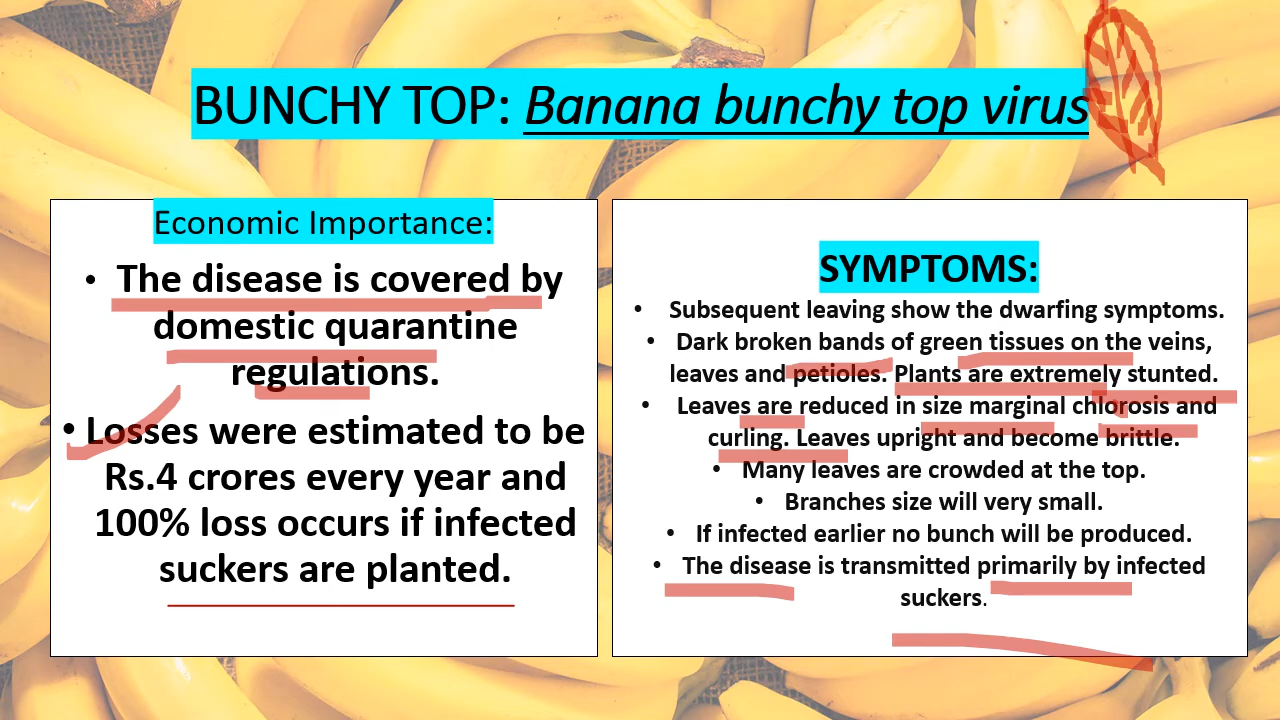 BUNCHY TOP: Banana bunchy top virus
Economic Importance:
• The disease is covered by
domestic quarantine
regulations.
• Losses were estimated to be
Rs.4 crores every year and
100% loss occurs if infected
suckers are planted.
SYMPTOMS:
• Subsequent leaving show the dwarfing symptoms.
• Dark broken bands of green tissues on the veins,
leaves and petioles. Plants are extremely stunted.
• Leaves are reduced in size marginal chlorosis and
curling. Leaves upright and become brittle.
• Many leaves are crowded at the top.
• Branches size will very small.
• If infected earlier no bunch will be produced.
• The disease is transmitted primarily by infected
suckers.